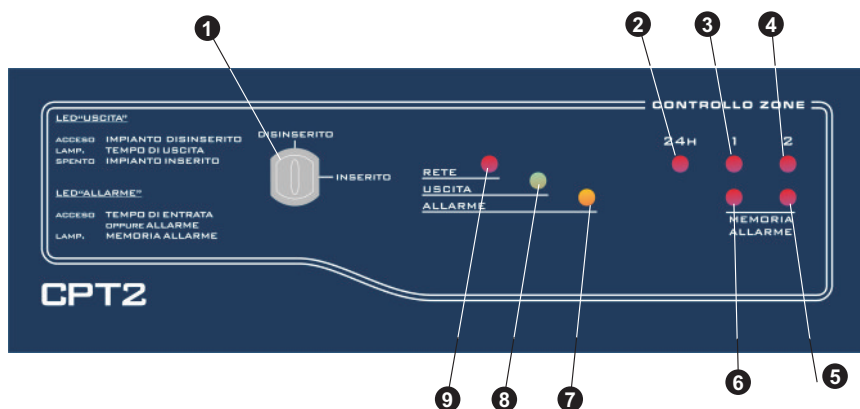 1
2
3
4
CONTROLLO ZONE
LED"USCITA"
ACCESO IMPIANTO DISINSERITO
LAMP. TEMPO DI USCITA
SPENTO IMPIANTO INSERITO
LED"ALLARME"
ACCESO TEMPO DI ENTRATA
OPPURE ALLARME
LAMP. MEMORIA ALLARME
DISINSERITO
INSERITO
RETE
USCITA
ALLARME
24H 1 2
MEMORIA
ALLARME
CPT2
9
8
7
6
5